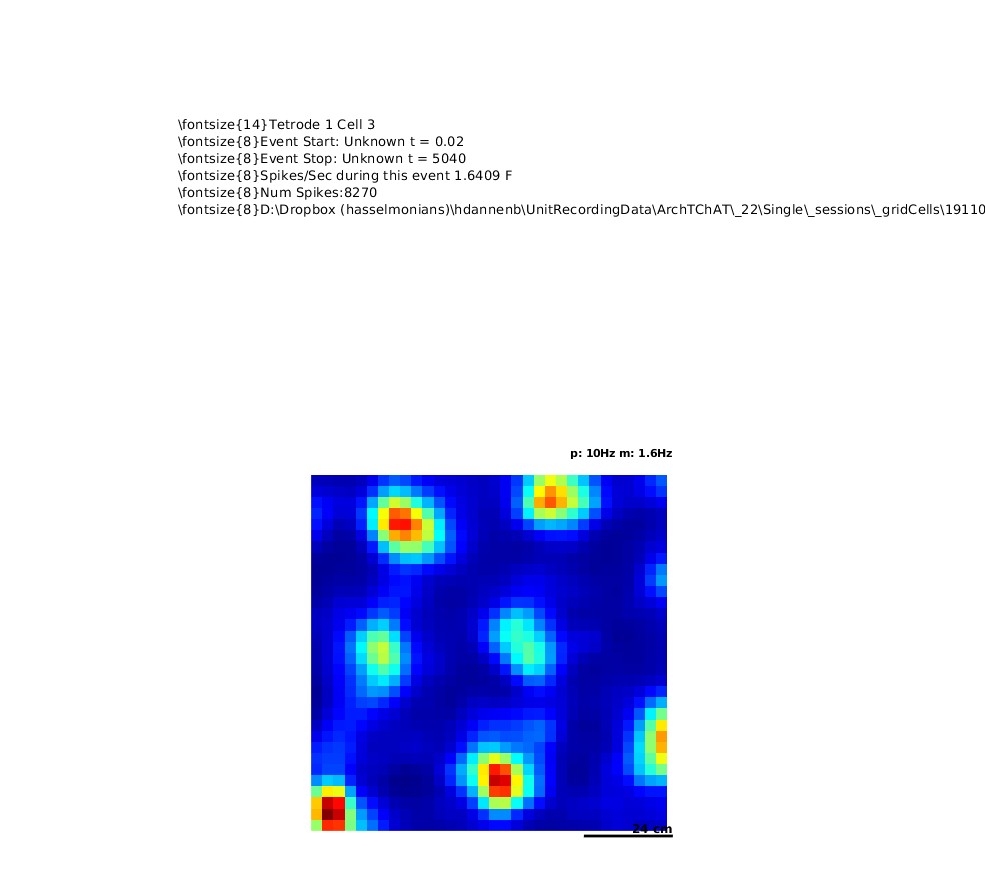 \fontsize{14}Tetrode 1 Cell 3
\fontsize{8}Event Start: Unknown t = 0.02
\fontsize{8}Event Stop: Unknown t = 5040
\fontsize{8}Spikes/Sec during this event 1.6409 F
\fontsize{8}Num Spikes:8270
\fontsize{8}D:\Dropbox (hasselmonians)\hdannenb\UnitRecordingData\ArchTChAT\_22\Single\_sessions\_gridCells\19110
p: 10Hz m: 1.6Hz
24 cm